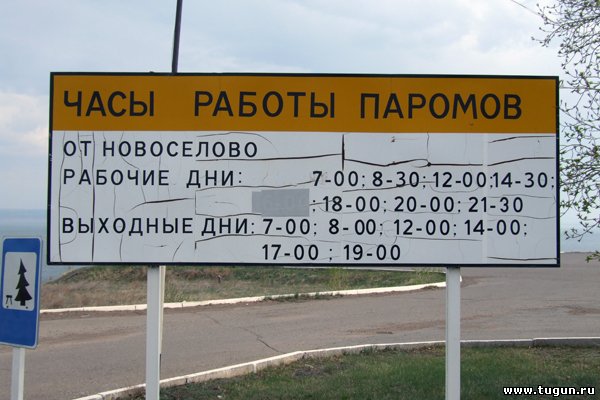 ЧАСЫ РАБОТЫ ПАРОМОВ
ОТ НОВОСЕЛОВО
РАБОЧИЕ ДНИ: 7-00; 8-30; 12-00; 14-30;
; 18-00; 20-00; 21-30
ВЫХОДНЫЕ ДНИ: 7-00; 8-00; 12-00; 14-00;
17-00 ; 19-00
www.tugun.ru